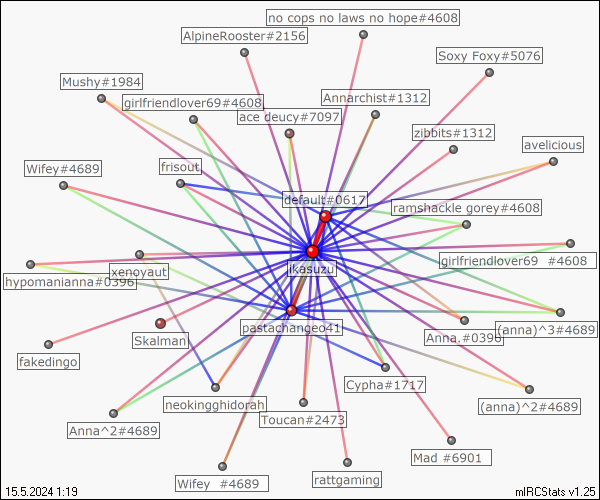 no cops no laws no hope#4608
AlpineRooster#2156
Soxy Foxy#5076
Mushy#1984
girlfriendlover69#4608
Annarchist#1312
ace deucy#7097
zibbits#1312
avelicious
Wifey#4689
frisout
default#0617
ramshackle gorey#4608
girlfriendlover69 #4608
jikasuzu
xenoyaut
hypomanianna#0396
pastachangeo41
(anna)^3#4689
Skalman
Anna.#0396
fakedingo
Cypha#1717
neokingghidorah
(anna)^2#4689
Toucan#2473
Anna^2#4689
Mad #6901
Wifey #4689
rattgaming
15.5.2024 1:19
mIRCStats v1.25